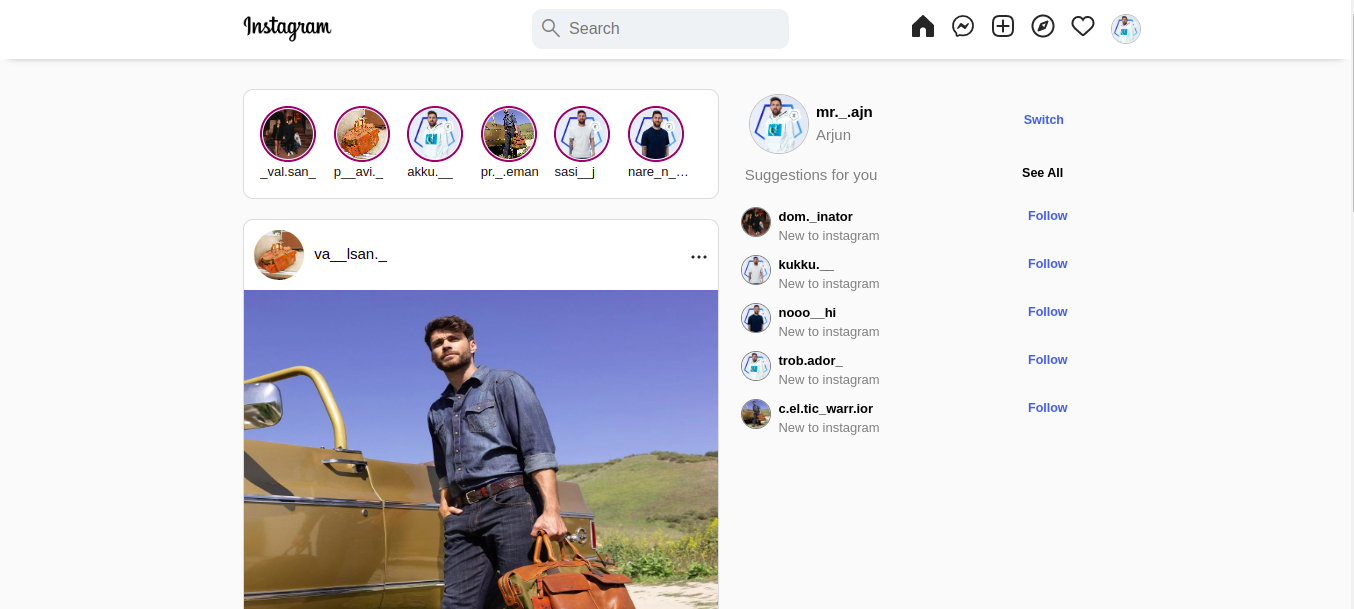 Instagram
Search
_val.san_
p__avi._
akku.__
pr._.eman
sasi__j
nare_n_…
va__lsan._
mr._.ajn
Arjun
Switch
Suggestions for you
See All
dom._inator
New to instagram
Follow
kukku.__
New to instagram
Follow
nooo__hi
New to instagram
Follow
trob.ador_
New to instagram
Follow
c.el.tic_warr.ior
New to instagram
Follow